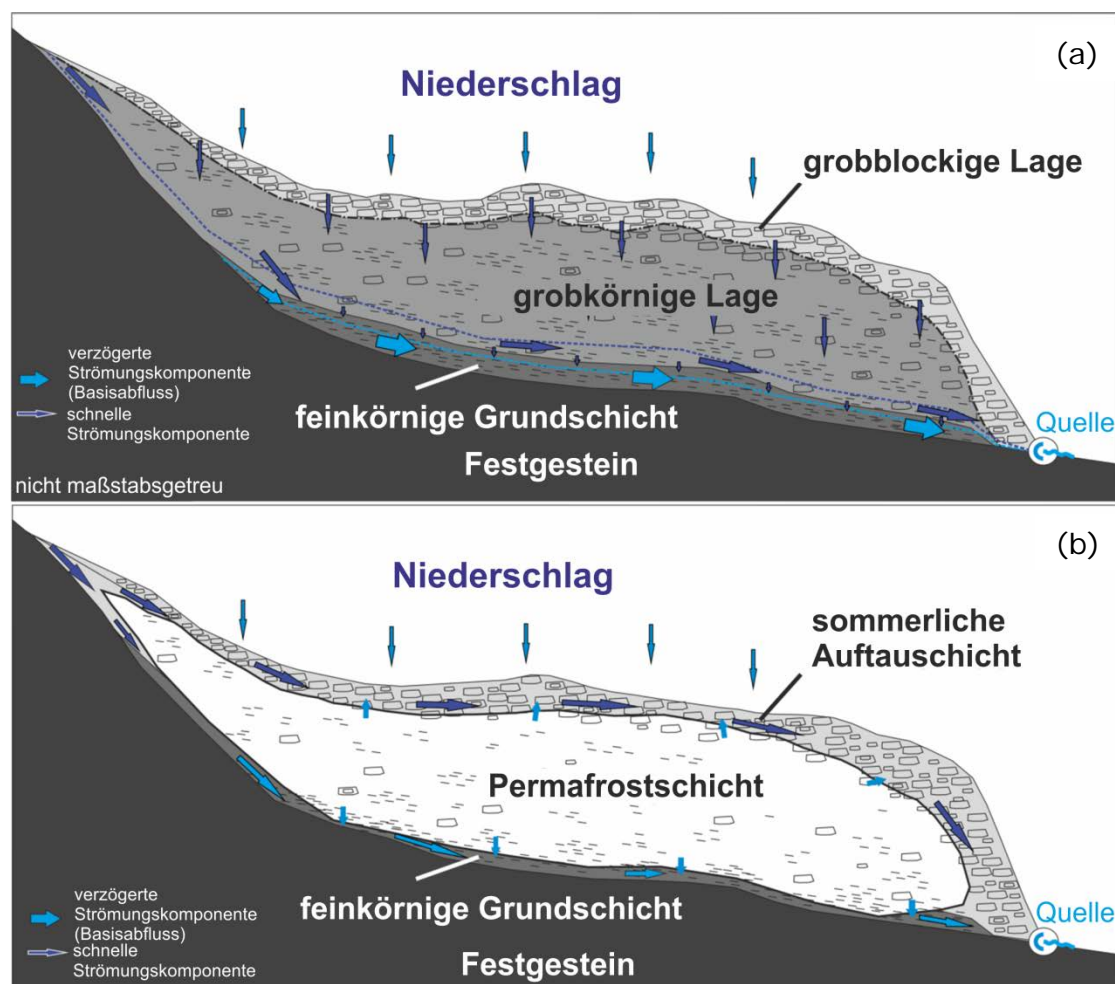 (a)
Niederschlag
grobblockige Lage
grobkörnige Lage
verzögerte
Strömungskomponente
(Basisabfluss)
schnelle
Strömungskomponente
feinkörnige Grundschicht
Quelle
Festgestein
nicht maßstabsgetreu
(b)
Niederschlag
sommerliche
Auftauschicht
Permafrostschicht
verzögerte
Strömungskomponente
(Basisabfluss)
schnelle
Strömungskomponente
feinkörnige Grundschicht
Quelle
Festgestein